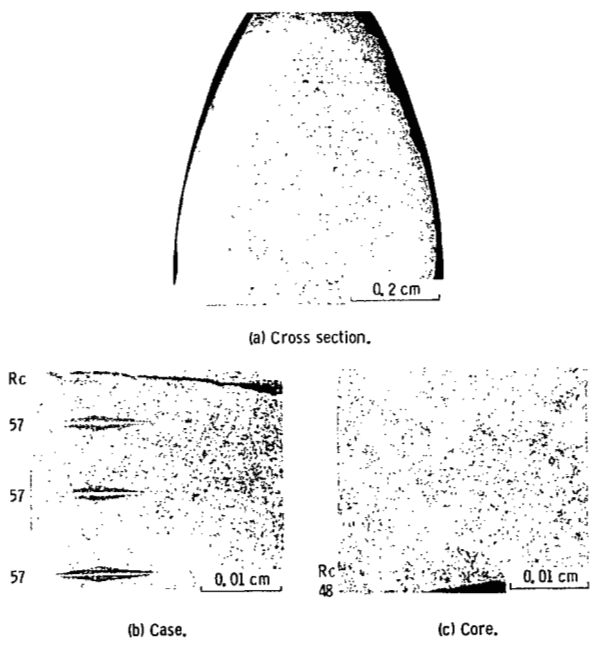 0.2 cm
(a) Cross section.
Rc
57
57
57
0.01 cm
(b) Case.
Rc
48
0.01 cm
(c) Core.